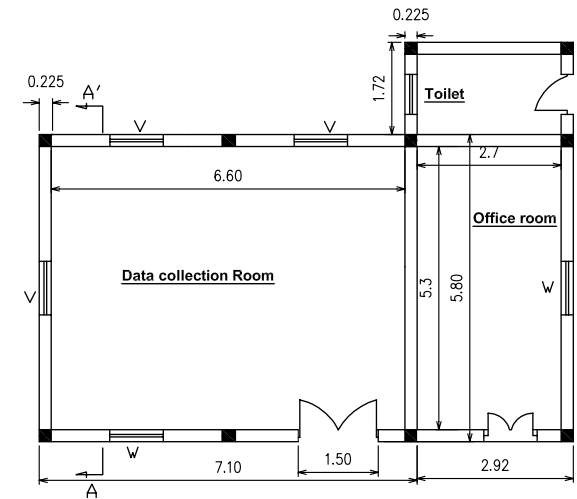 0.225
0.225
A'
1.72
Toilet
V
V
2.7
6.60
Office room
Data collection Room
5.3
5.80
W
V
W
1.50
7.10
2.92
A